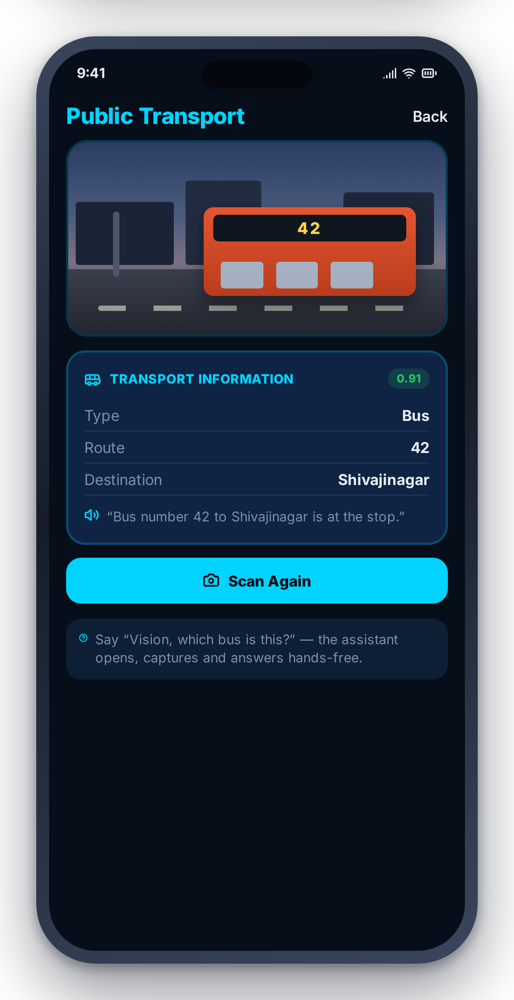 9:41
Public Transport
Back
42
TRANSPORT INFORMATION
0.91
Type Bus
Route 42
Destination Shivajinagar
“Bus number 42 to Shivajinagar is at the stop.”
Scan Again
Say “Vision, which bus is this?” — the assistant
opens, captures and answers hands-free.